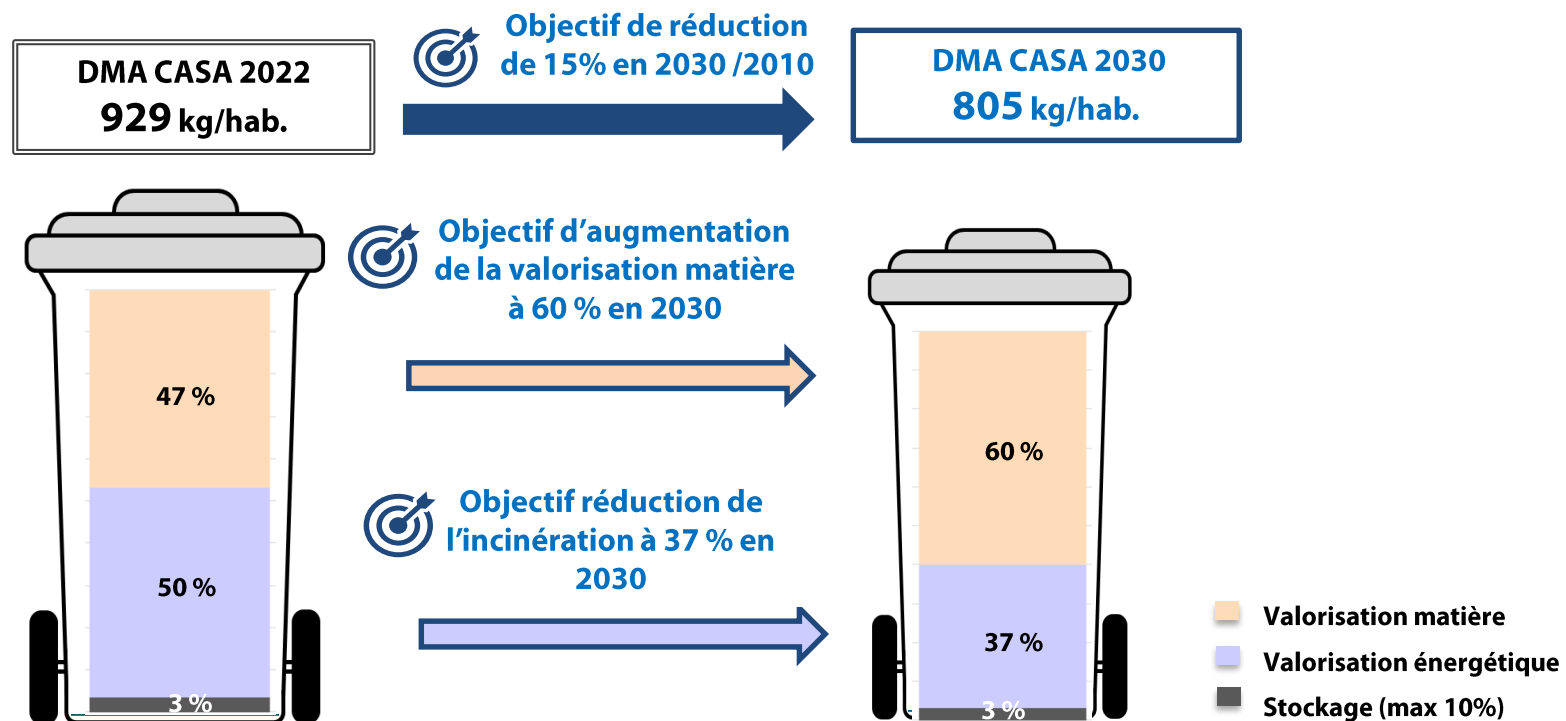 DMA CASA 2022
929 kg/hab.
Objectif de réduction
de 15% en 2030 /2010
DMA CASA 2030
805 kg/hab.
Objectif d’augmentation
de la valorisation matière
à 60 % en 2030
47 %
60 %
Objectif réduction de
l’incinération à 37 % en
2030
50 %
37 %
3 %
3 %
Valorisation matière
Valorisation énergétique
Stockage (max 10%)